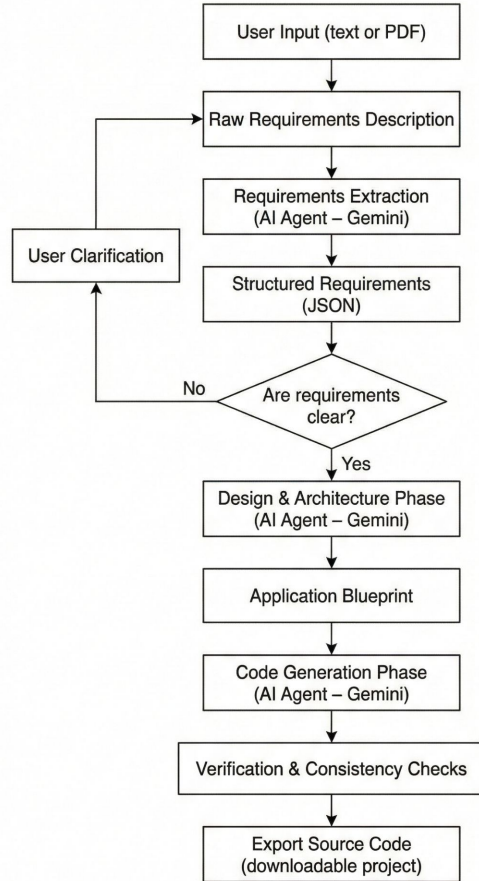 User Input (text or PDF)
Raw Requirements Description
Requirements Extraction
(AI Agent – Gemini)
User Clarification
Structured Requirements
(JSON)
No
Are requirements
clear?
Yes
Design & Architecture Phase
(AI Agent – Gemini)
Application Blueprint
Code Generation Phase
(AI Agent – Gemini)
Verification & Consistency Checks
Export Source Code
(downloadable project)